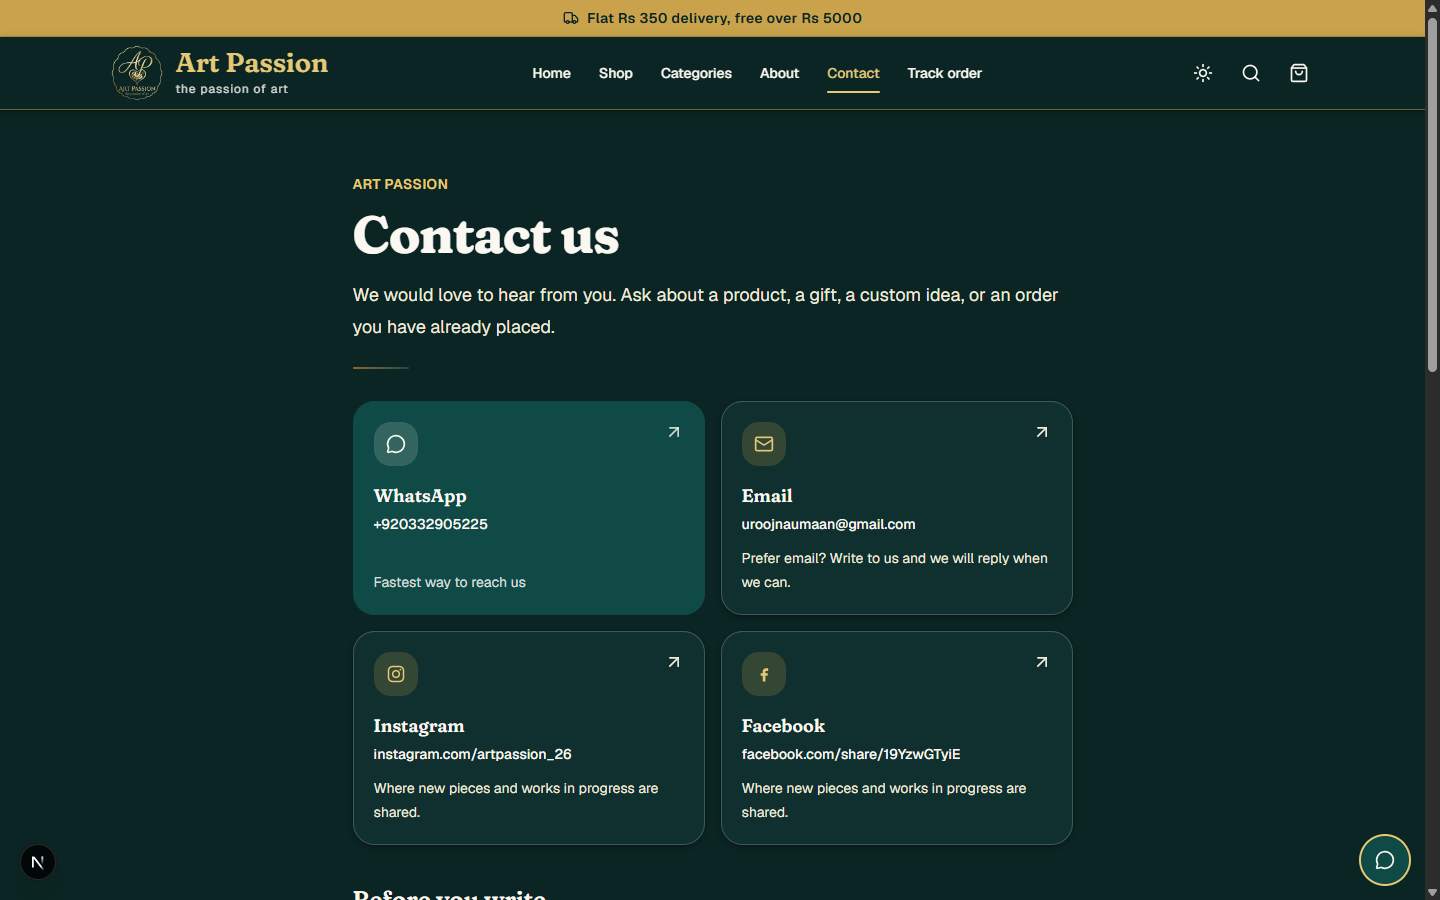 Flat Rs 350 delivery, free over Rs 5000
Art Passion
the passion of art
Home
Shop
Categories
About
Contact
Track order
ART PASSION
Contact us
We would love to hear from you. Ask about a product, a gift, a custom idea, or an order
you have already placed.
WhatsApp
+920332905225
Fastest way to reach us
Email
uroojnaumaan@gmail.com
Prefer email? Write to us and we will reply when
we can.
Instagram
instagram.com/artpassion_26
Where new pieces and works in progress are
shared.
Facebook
facebook.com/share/19YzwGTyiE
Where new pieces and works in progress are
shared.
Before you write